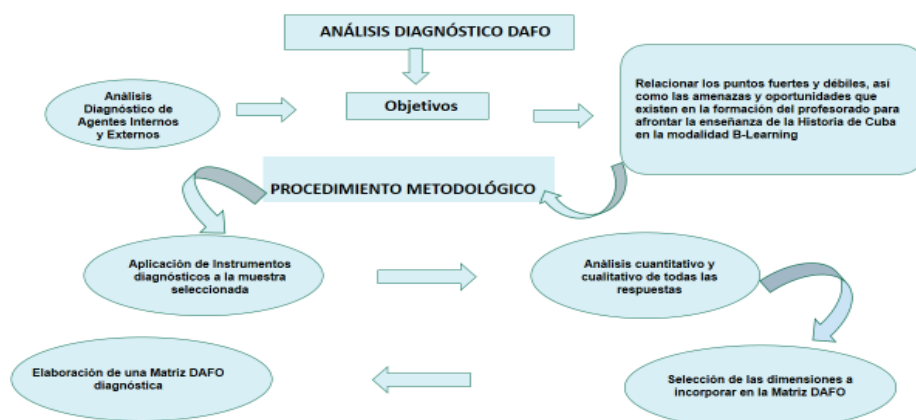 ANÁLISIS DIAGNÓSTICO DAFO
Análisis
Diagnóstico de
Agentes Internos
y Externos
Objetivos
Relacionar los puntos fuertes y débiles, así
como las amenazas y oportunidades que
existen en la formación del profesorado para
afrontar la enseñanza de la Historia de Cuba
en la modalidad B-Learning
PROCEDIMIENTO METODOLÓGICO
Aplicación de Instrumentos
diagnósticos a la muestra
seleccionada
Análisis cuantitativo y
cualitativo de todas las
respuestas
Selección de las dimensiones a
incorporar en la Matriz DAFO
Elaboración de una Matriz DAFO
diagnóstica